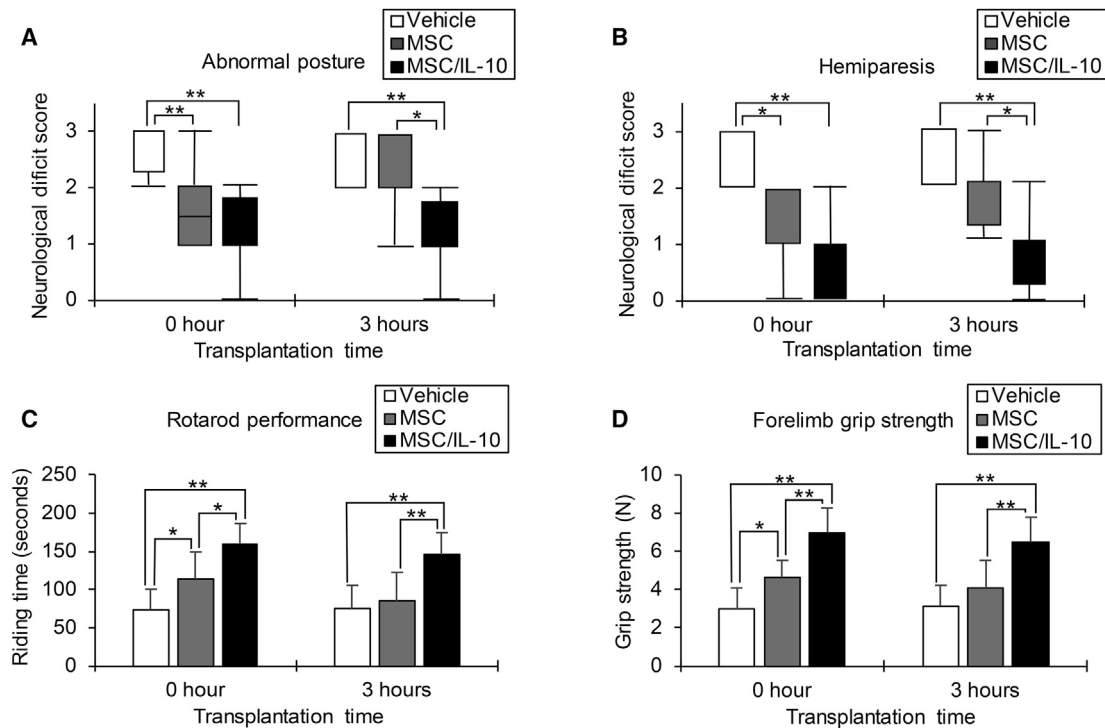 A
Abnormal posture
Vehicle
MSC
MSC/IL-10
Neurological dificit score
3
2
1
0
**
**
**
*
0 hour
3 hours
Transplantation time
B
Hemiparesis
Vehicle
MSC
MSC/IL-10
Neurological dificit score
3
2
1
0
**
*
**
*
0 hour
3 hours
Transplantation time
C
Rotarod performance
Vehicle
MSC
MSC/IL-10
Riding time (seconds)
250
200
150
100
50
0
**
*
*
**
**
0 hour
3 hours
Transplantation time
D
Forelimb grip strength
Vehicle
MSC
MSC/IL-10
Grip strength (N)
10
8
6
4
2
0
**
**
*
**
**
0 hour
3 hours
Transplantation time